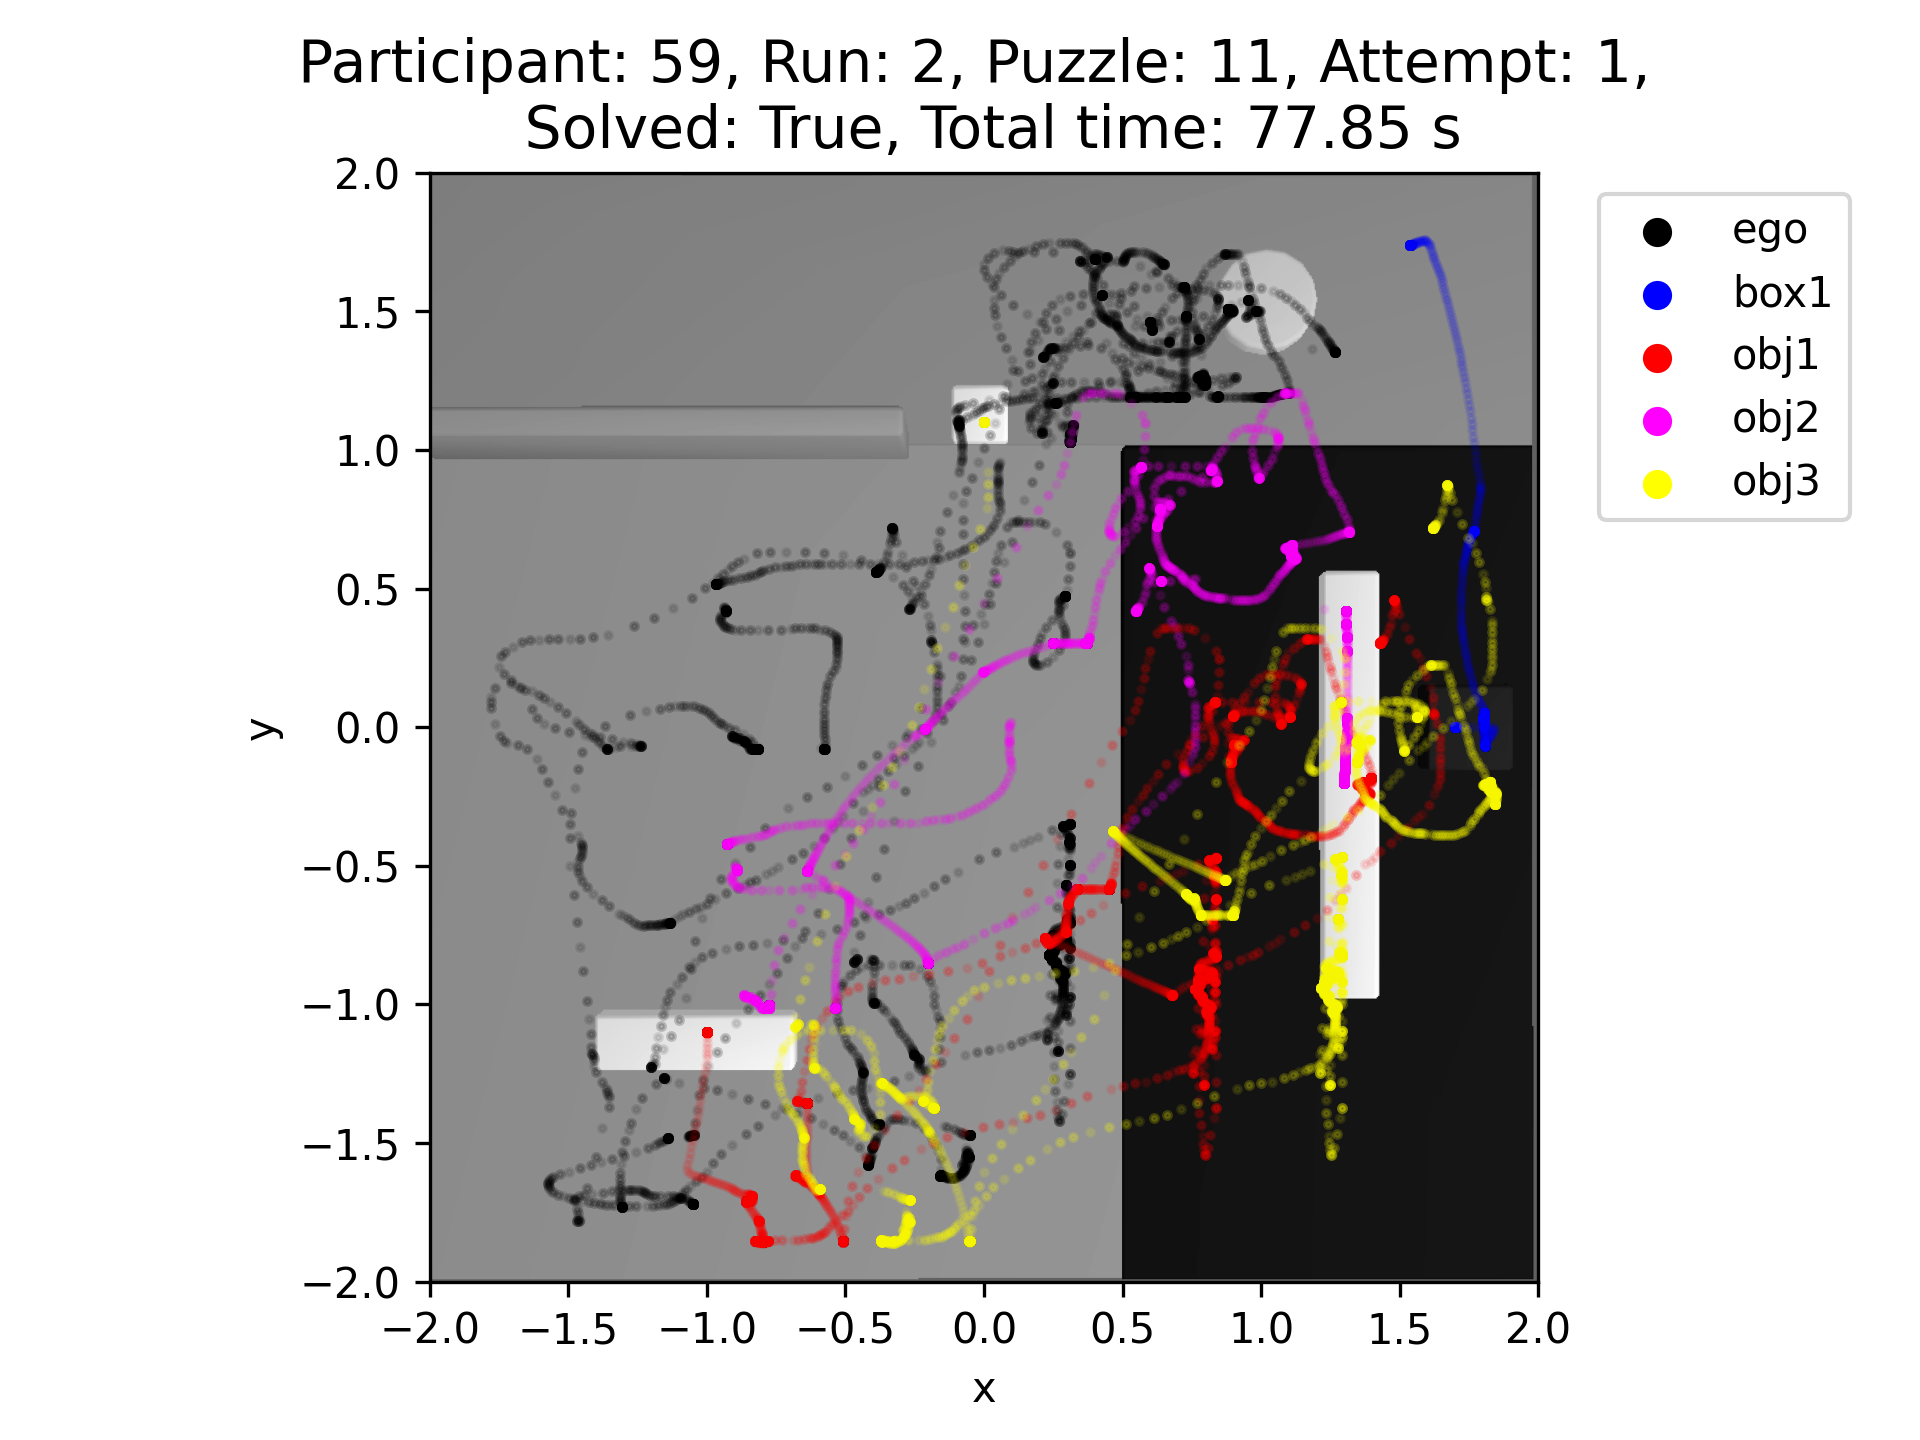 Participant: 59, Run: 2, Puzzle: 11, Attempt: 1,
Solved: True, Total time: 77.85 s
2.0
1.5
1.0
0.5
0.0
−0.5
−1.0
−1.5
−2.0
y
−2.0 −1.5 −1.0 −0.5 0.0 0.5 1.0 1.5 2.0
x
ego
box1
obj1
obj2
obj3